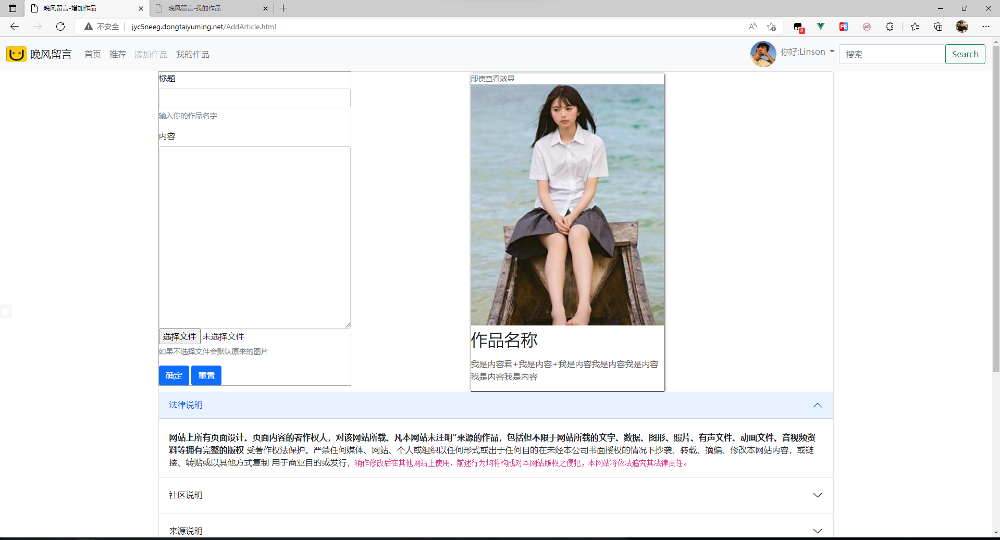 晚风留言-增加作品
晚风留言-我的作品
不安全
jyc5neeg.dongtaiyuming.net/AddArticle.html
8
晚风留言
首页
推荐
添加作品
我的作品
你好:Linson
搜索
Search
标题
输入你的作品名字
内容
选择文件 未选择文件
如果不选择文件会默认原来的图片
确定
重置
即使查看效果
作品名称
我是内容君+我是内容+我是内容我是内容我是内容
我是内容我是内容
法律说明
网站上所有页面设计、页面内容的著作权人，对该网站所载、凡本网站未注明"来源的作品，包括但不限于网站所载的文字、数据、图形、照片、有声文件、动画文件、音视频资
料等拥有完整的版权 受著作权法保护。严禁任何媒体、网站、个人或组织以任何形式或出于任何目的在未经本公司书面授权的情况下抄袭、转载、摘编、修改本网站内容，或链
接、转贴或以其他方式复制 用于商业目的或发行，稍作修改后在其他网站上使用，前述行为均将构成对本网站版权之侵犯，本网站将依法追究其法律责任。
社区说明
来源说明